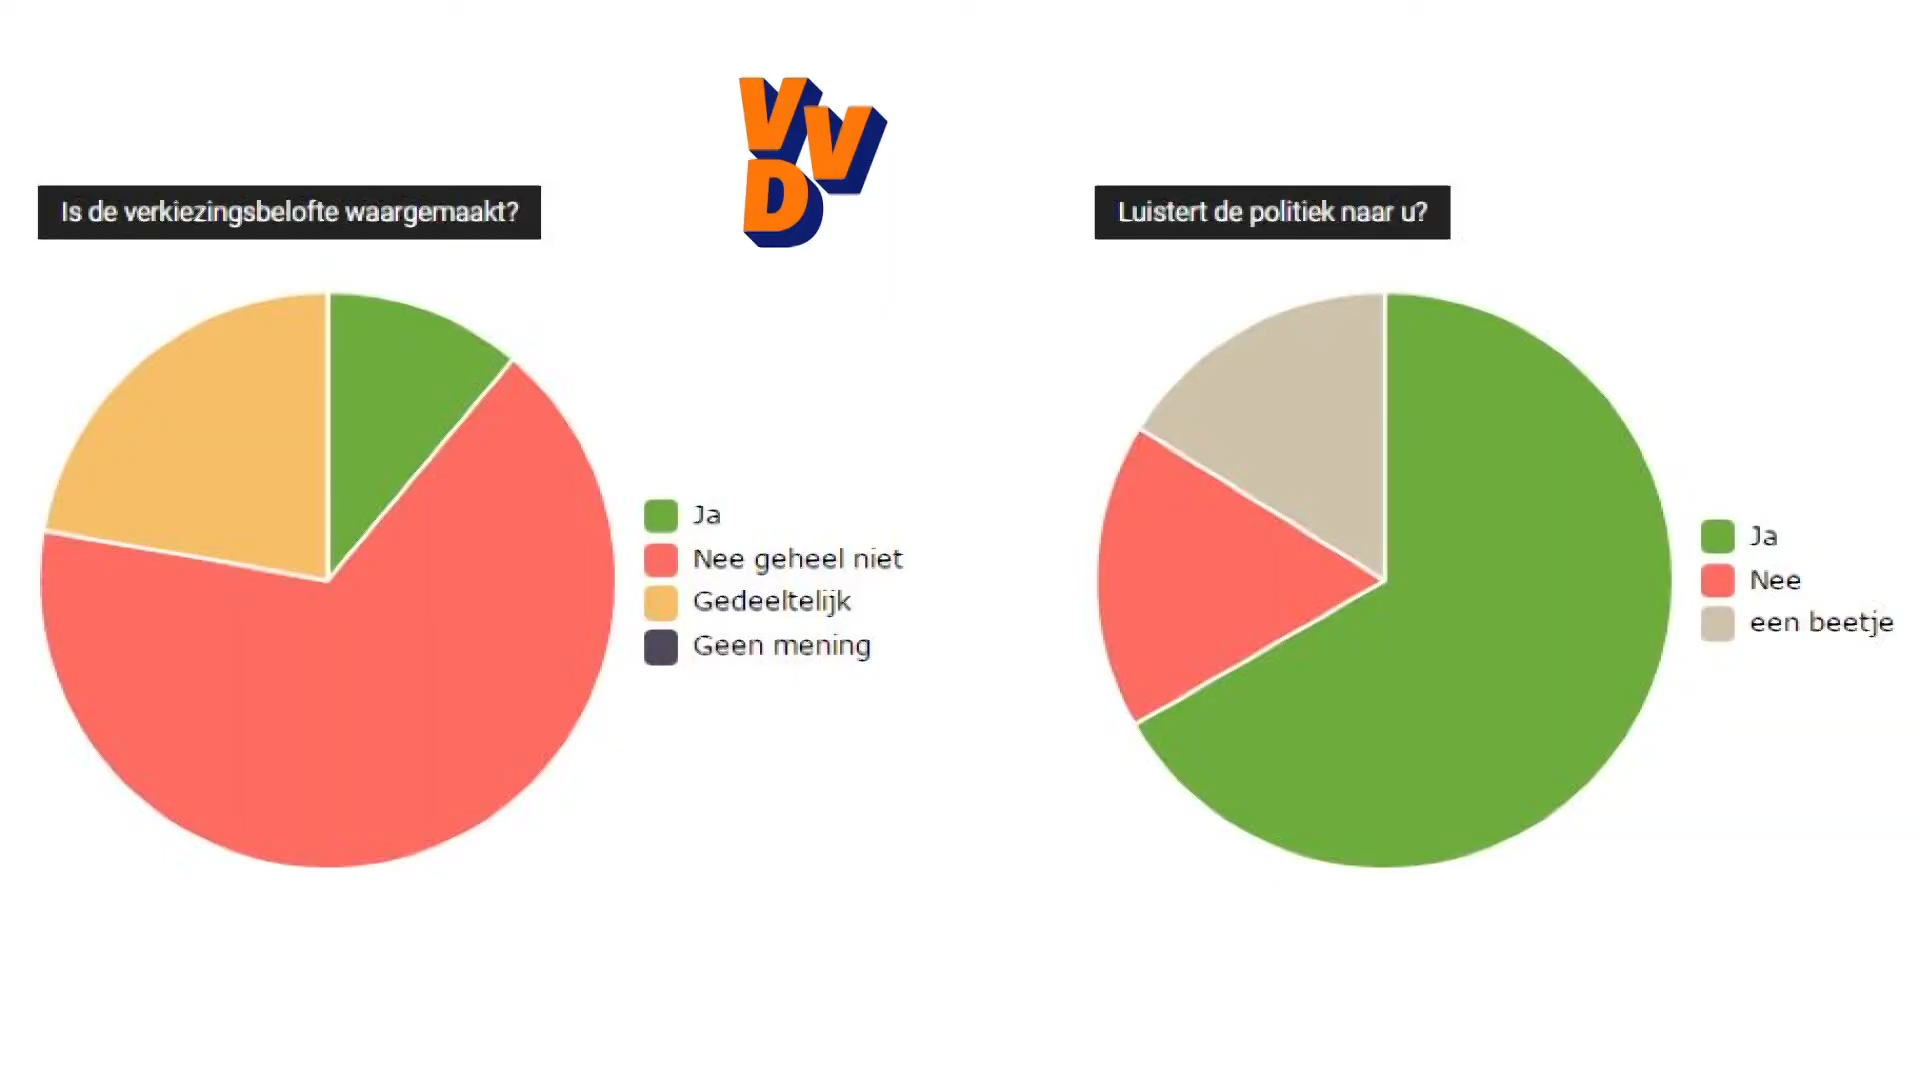 VVD
Is de verkiezingsbelofte waargemaakt?
Luistert de politiek naar u?
Ja
Nee geheel niet
Gedeeltelijk
Geen mening
Ja
Nee
een beetje